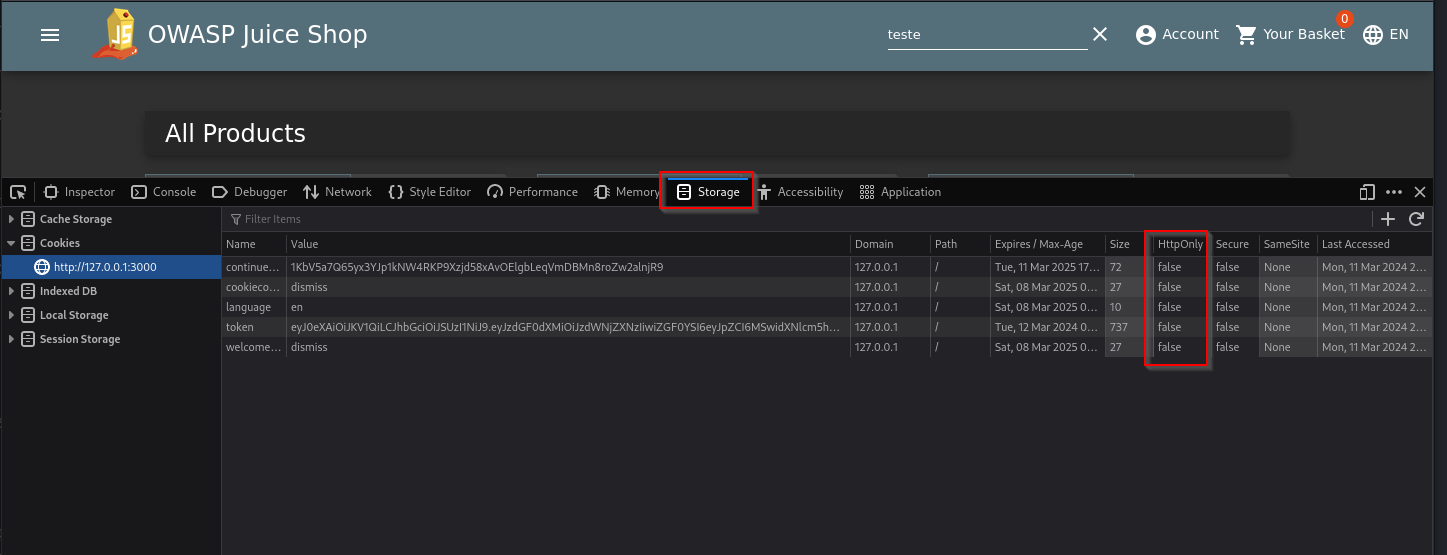 OWASP Juice Shop teste Account Your Basket 0 EN
All Products
Inspector Console Debugger Network Style Editor Performance Memory Storage Accessibility Application
Cache Storage
Cookies
http://127.0.0.1:3000
Indexed DB
Local Storage
Session Storage
Filter Items
Name Value Domain Path Expires / Max-Age Size HttpOnly Secure SameSite Last Accessed
continue... 1KbV5a7Q65yx3YJp1kNW4RKP9Xzjd58xAvOElgbLeqVmDBMn8roZw2alnjR9 127.0.0.1 / Tue, 11 Mar 2025 17... 72 false false None Mon, 11 Mar 2024 2...
cookieco... dismiss 127.0.0.1 / Sat, 08 Mar 2025 0... 27 false false None Mon, 11 Mar 2024 2...
language en 127.0.0.1 / Sat, 08 Mar 2025 0... 10 false false None Mon, 11 Mar 2024 2...
token eyJ0eXAiOiJKV1QiLCJhbGciOiJSUzI1NiJ9.eyJzdGF0dXMiOiJzdWNjZXNzIiwiZGF0YSI6eyJpZCI6MSwidXNlcm5h... 127.0.0.1 / Tue, 12 Mar 2024 0... 737 false false None Mon, 11 Mar 2024 2...
welcome... dismiss 127.0.0.1 / Sat, 08 Mar 2025 0... 27 false false None Mon, 11 Mar 2024 2...